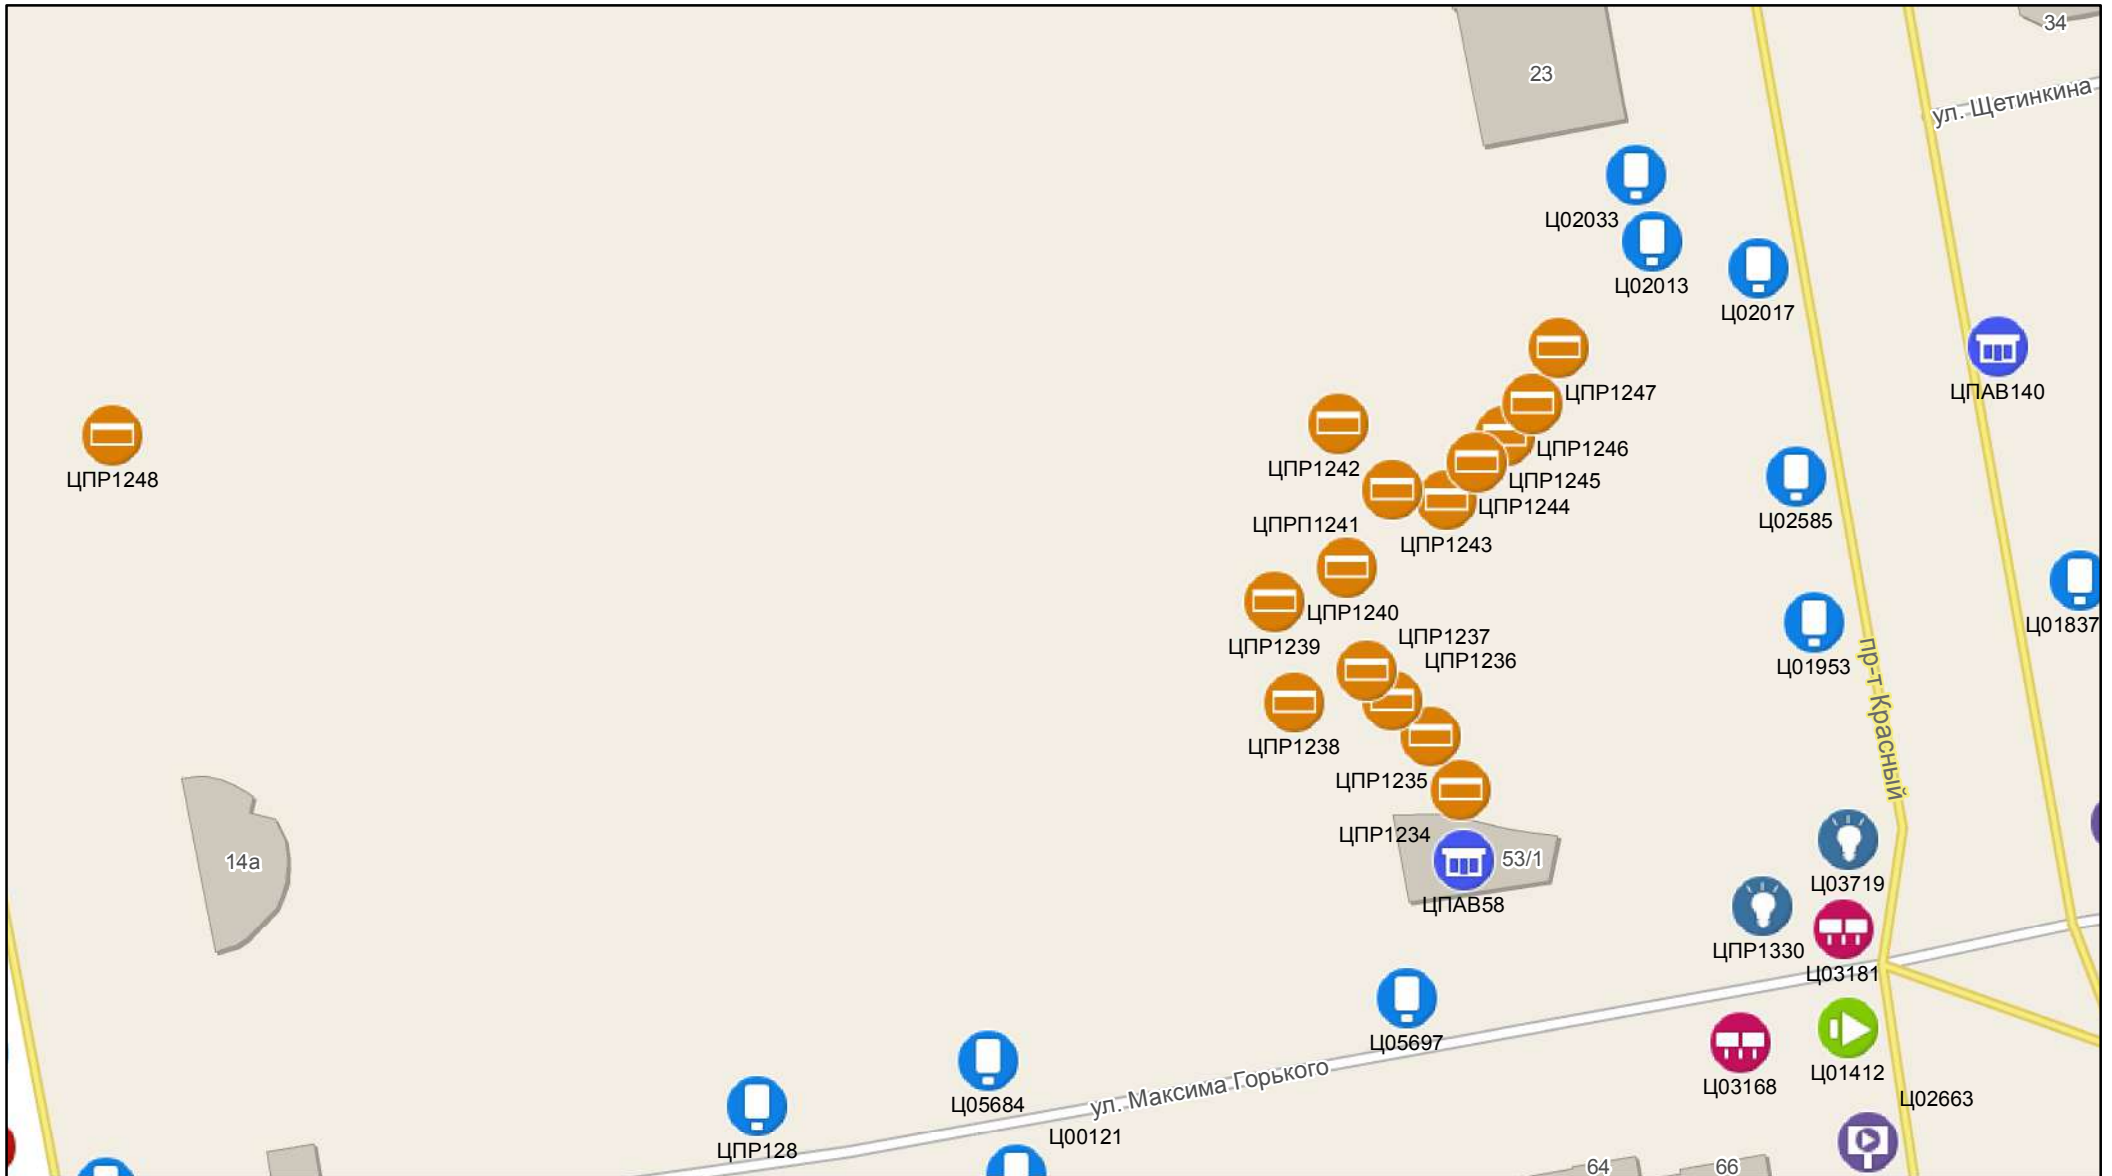 34
23
ул. Щетинкина
Ц02033
Ц02013
Ц02017
ЦПР1247
ЦПАВ140
ЦПР1246
ЦПР1242
ЦПР1248
ЦПР1245
ЦПР1244
Ц02585
ЦПРП1241
ЦПР1243
ЦПР1240
Ц01837
ЦПР1237
ЦПР1239
ЦПР1236
Ц01953
пр-т Красный
ЦПР1238
ЦПР1235
ЦПР1234
53/1
14а
Ц03719
ЦПАВ58
ЦПР1330
Ц03181
Ц05697
Ц01412
ул. Максима Горького
Ц03168
Ц02663
Ц05684
Ц00121
ЦПР128
64
66